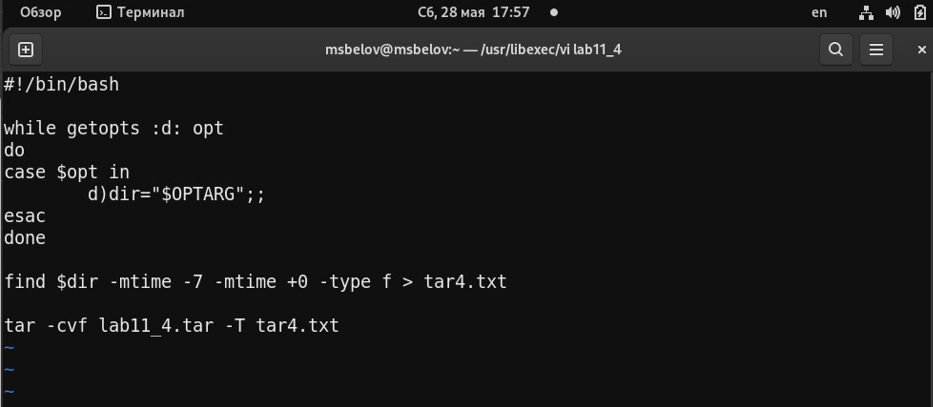 Обзор Терминал Сб, 28 мая 17:57 en
msbelov@msbelov:~ — /usr/libexec/vi lab11_4
#!/bin/bash
while getopts :d: opt
do
case $opt in
d)dir="$OPTARG";;
esac
done
find $dir -mtime -7 -mtime +0 -type f > tar4.txt
tar -cvf lab11_4.tar -T tar4.txt
~
~
~